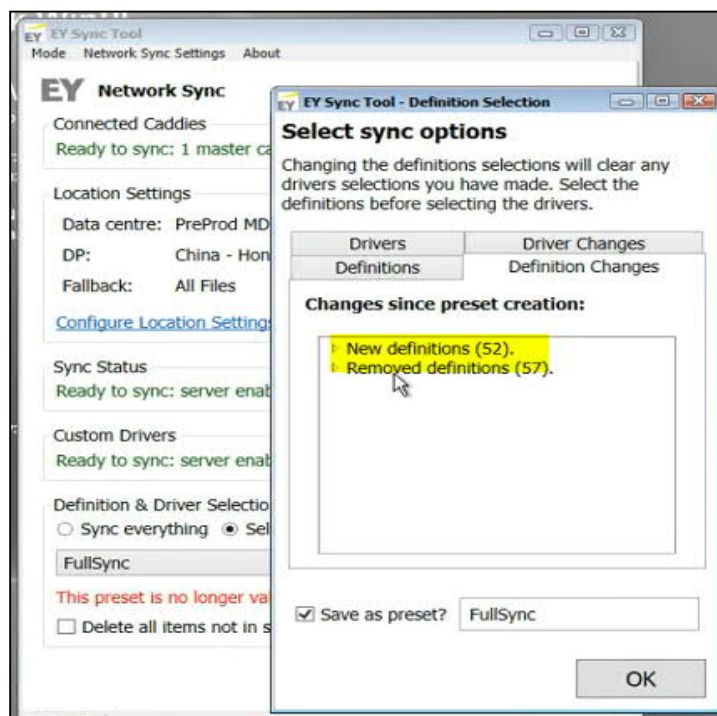 EY EY Sync Tool
Mode Network Sync Settings About
EY Network Sync
Connected Caddies
Ready to sync: 1 master ca
Location Settings
Data centre: PreProd MD
DP: China - Hon
Fallback: All Files
Configure Location Settings
Sync Status
Ready to sync: server enab
Custom Drivers
Ready to sync: server enab
Definition & Driver Selectio
Sync everything Sel
FullSync
This preset is no longer va
Delete all items not in s
EY EY Sync Tool - Definition Selection
Select sync options
Changing the definitions selections will clear any
drivers selections you have made. Select the
definitions before selecting the drivers.
Drivers Driver Changes
Definitions Definition Changes
Changes since preset creation:
New definitions (52).
Removed definitions (57).
Save as preset? FullSync
OK